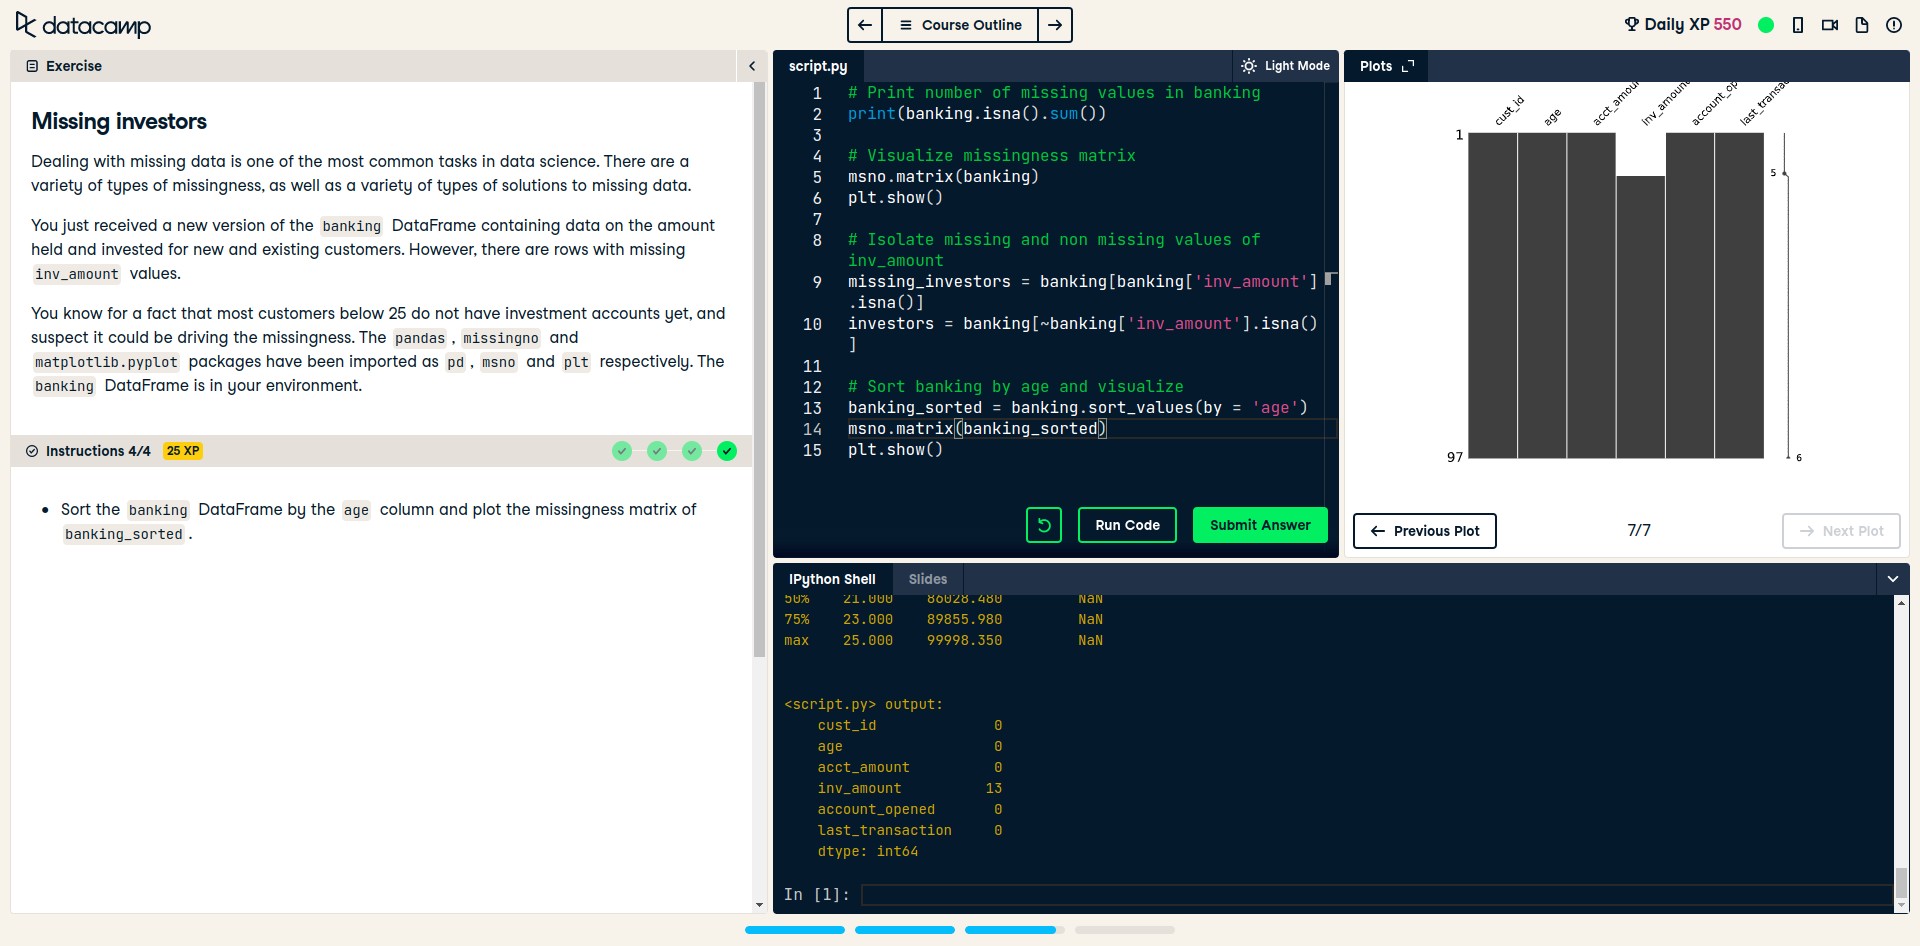 datacamp
Course Outline
Daily XP 550
Exercise
Missing investors
Dealing with missing data is one of the most common tasks in data science. There are a
variety of types of missingness, as well as a variety of types of solutions to missing data.
You just received a new version of the banking DataFrame containing data on the amount
held and invested for new and existing customers. However, there are rows with missing
inv_amount values.
You know for a fact that most customers below 25 do not have investment accounts yet, and
suspect it could be driving the missingness. The pandas, missingno and
matplotlib.pyplot packages have been imported as pd, msno and plt respectively. The
banking DataFrame is in your environment.
Instructions 4/4 25 XP
• Sort the banking DataFrame by the age column and plot the missingness matrix of
banking_sorted.
script.py
Light Mode
1 # Print number of missing values in banking
2 print(banking.isna().sum())
3
4 # Visualize missingness matrix
5 msno.matrix(banking)
6 plt.show()
7
8 # Isolate missing and non missing values of
inv_amount
9 missing_investors = banking[banking['inv_amount']
.isna()]
10 investors = banking[~banking['inv_amount'].isna()
]
11
12 # Sort banking by age and visualize
13 banking_sorted = banking.sort_values(by = 'age')
14 msno.matrix(banking_sorted)
15 plt.show()
Run Code
Submit Answer
Plots
cust_id age
1
5
97
6
Previous Plot
7/7
Next Plot
IPython Shell
Slides
50% 21.000 86028.480 NaN
75% 23.000 89855.980 NaN
max 25.000 99998.350 NaN
<script.py> output:
cust_id 0
age 0
acct_amount 0
inv_amount 13
account_opened 0
last_transaction 0
dtype: int64
In [1]: